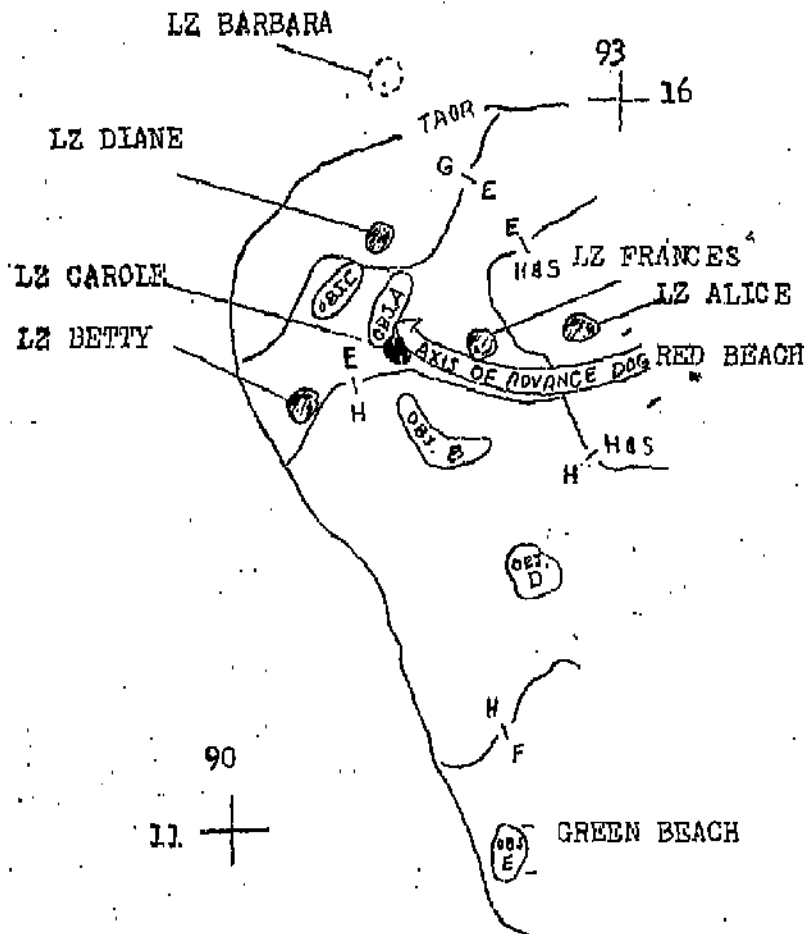 LZ BARBARA
93
16
TAOR
LZ DIANE
G
E
E
H&S
LZ FRANCES
LZ CAROLE
OBJ.C
OBJ.A
LZ ALICE
LZ BETTY
AXIS OF ADVANCE DOG
RED BEACH
E
H
OBJ. B
H&S
H
OBJ.
D
H
F
90
11
OBJ
E
GREEN BEACH